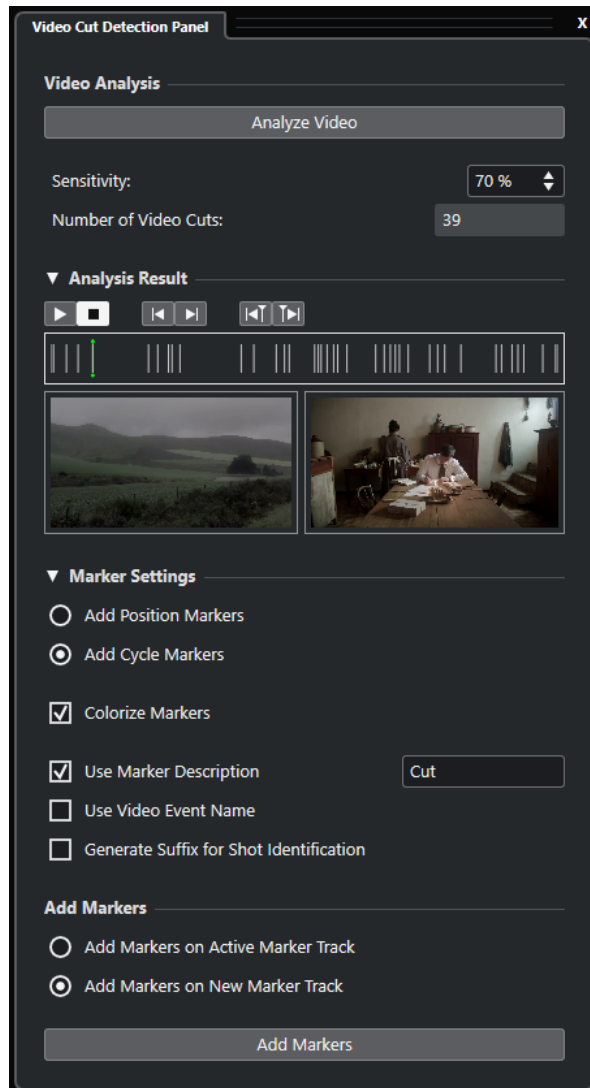 Video Cut Detection Panel
X
Video Analysis
Analyze Video
Sensitivity: 70 %
Number of Video Cuts: 39
Analysis Result
Marker Settings
Add Position Markers
Add Cycle Markers
Colorize Markers
Use Marker Description Cut
Use Video Event Name
Generate Suffix for Shot Identification
Add Markers
Add Markers on Active Marker Track
Add Markers on New Marker Track
Add Markers